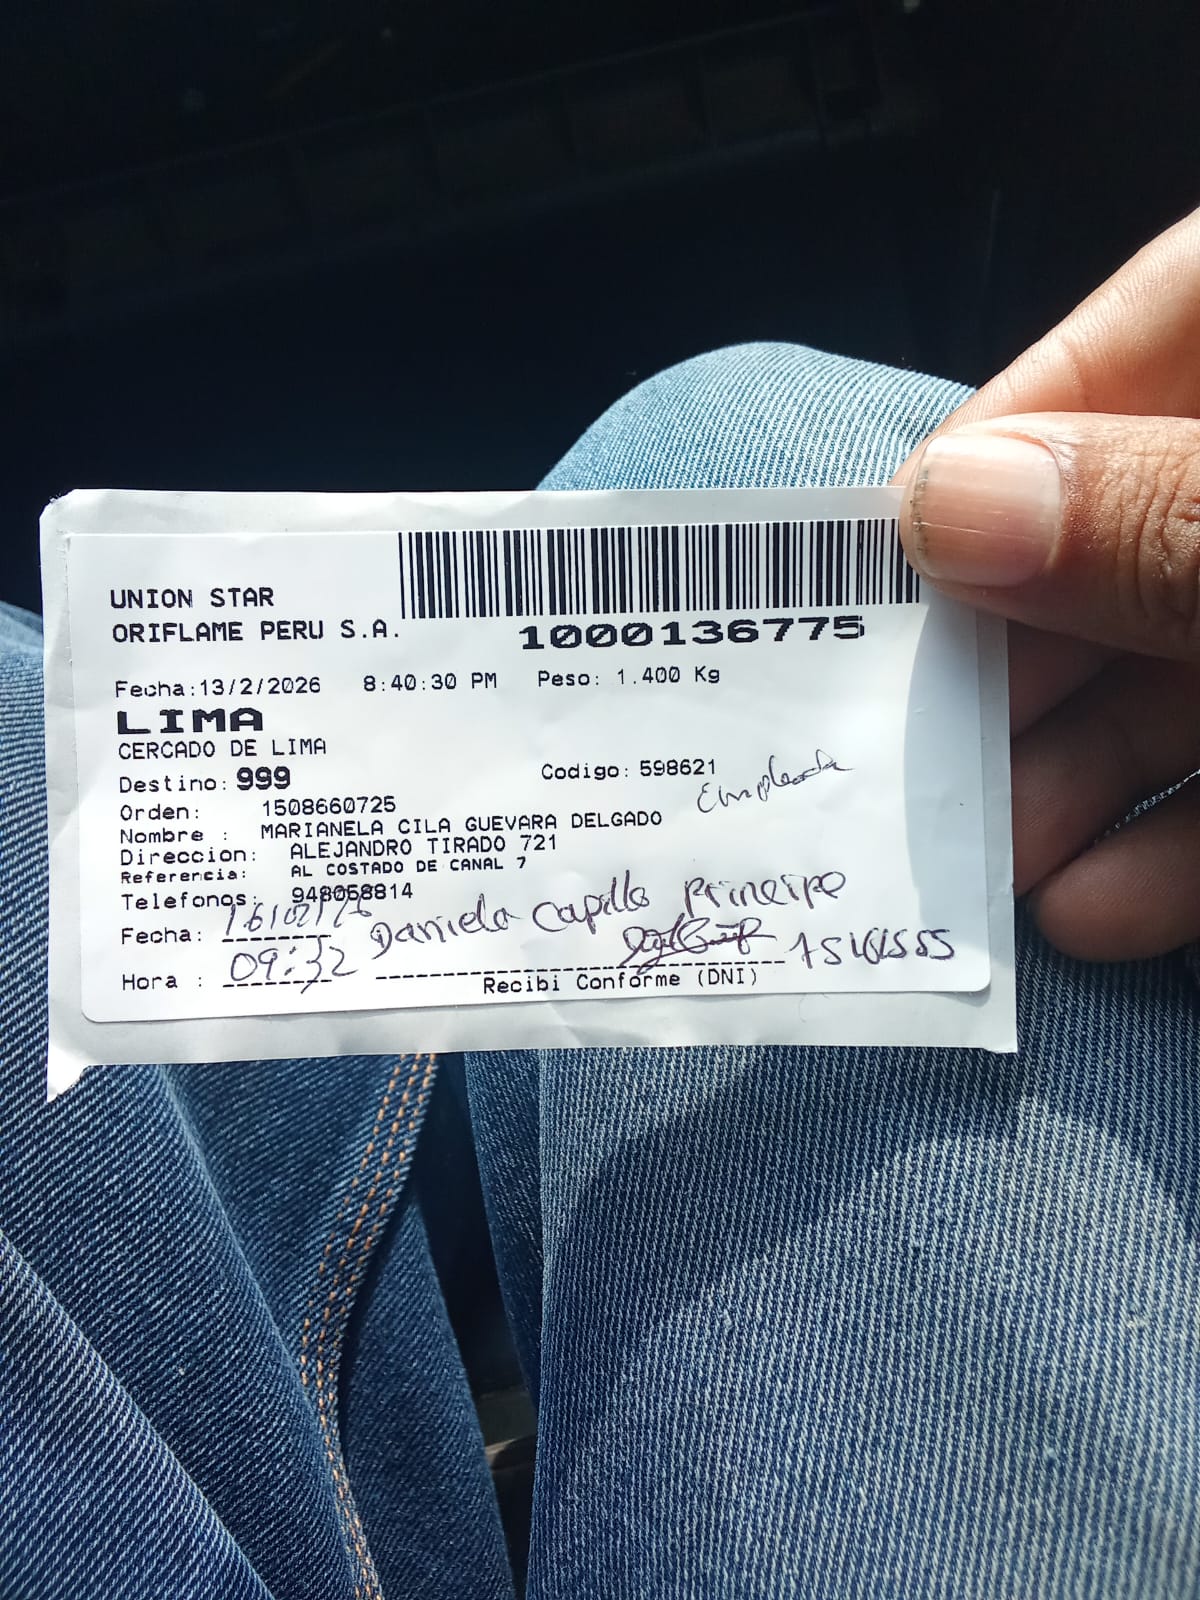 UNION STAR
ORIFLAME PERU S.A.
1000136775
Fecha:13/2/2026 8:40:30 PM Peso: 1.400 Kg
LIMA
CERCADO DE LIMA
Destino: 999 Codigo: 598621
Empleada
Orden: 1508660725
Nombre : MARIANELA CILA GUEVARA DELGADO
Direccion: ALEJANDRO TIRADO 721
Referencia: AL COSTADO DE CANAL 7
Telefonos: 948058814
Fecha: 16/02/26 Daniela Capillo Principe
Hora : 09:32
Recibi Conforme (DNI)